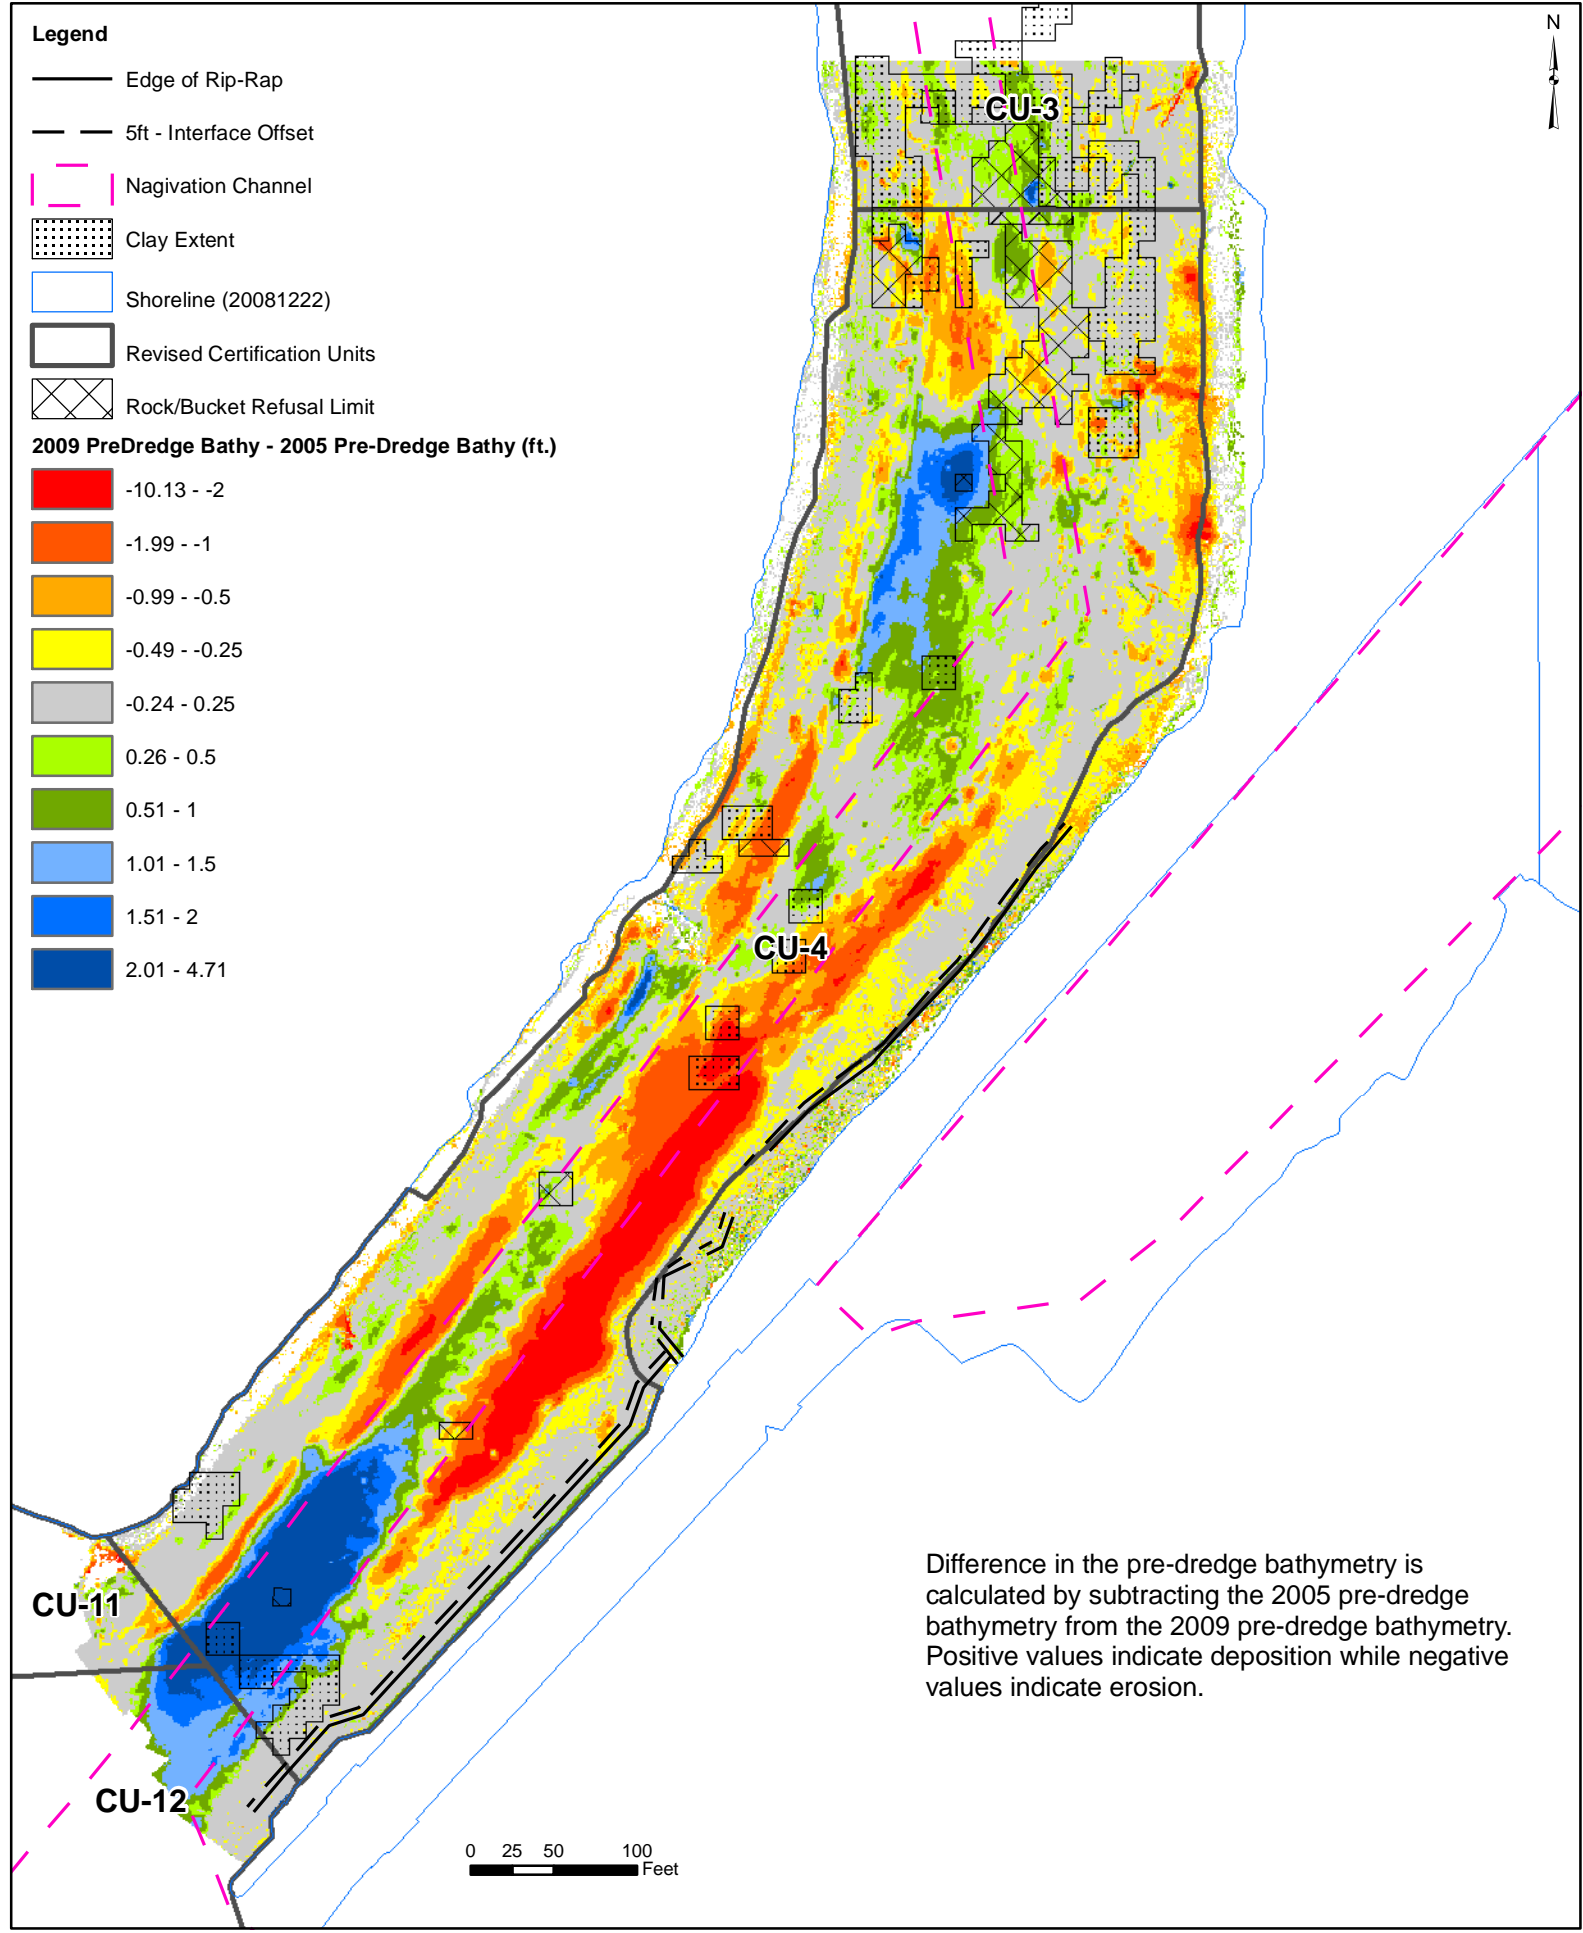 Legend
Edge of Rip-Rap
5ft - Interface Offset
Nagivation Channel
Clay Extent
Shoreline (20081222)
Revised Certification Units
Rock/Bucket Refusal Limit
2009 PreDredge Bathy - 2005 Pre-Dredge Bathy (ft.)
-10.13 - -2
-1.99 - -1
-0.99 - -0.5
-0.49 - -0.25
-0.24 - 0.25
0.26 - 0.5
0.51 - 1
1.01 - 1.5
1.51 - 2
2.01 - 4.71
N
CU-3
CU-4
CU-11
CU-12
Difference in the pre-dredge bathymetry is
calculated by subtracting the 2005 pre-dredge
bathymetry from the 2009 pre-dredge bathymetry.
Positive values indicate deposition while negative
values indicate erosion.
0 25 50 100
Feet